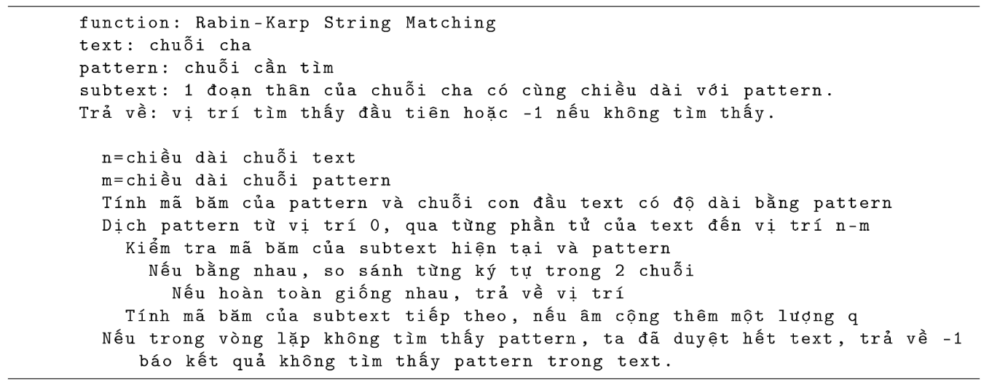 function: Rabin-Karp String Matching
text: chuỗi cha
pattern: chuỗi cần tìm
subtext: 1 đoạn thân của chuỗi cha có cùng chiều dài với pattern.
Trả về: vị trí tìm thấy đầu tiên hoặc -1 nếu không tìm thấy.
n=chiều dài chuỗi text
m=chiều dài chuỗi pattern
Tính mã băm của pattern và chuỗi con đầu text có độ dài bằng pattern
Dịch pattern từ vị trí 0, qua từng phần tử của text đến vị trí n-m
Kiểm tra mã băm của subtext hiện tại và pattern
Nếu bằng nhau, so sánh từng ký tự trong 2 chuỗi
Nếu hoàn toàn giống nhau, trả về vị trí
Tính mã băm của subtext tiếp theo, nếu âm cộng thêm một lượng q
Nếu trong vòng lặp không tìm thấy pattern, ta đã duyệt hết text, trả về -1
báo kết quả không tìm thấy pattern trong text.